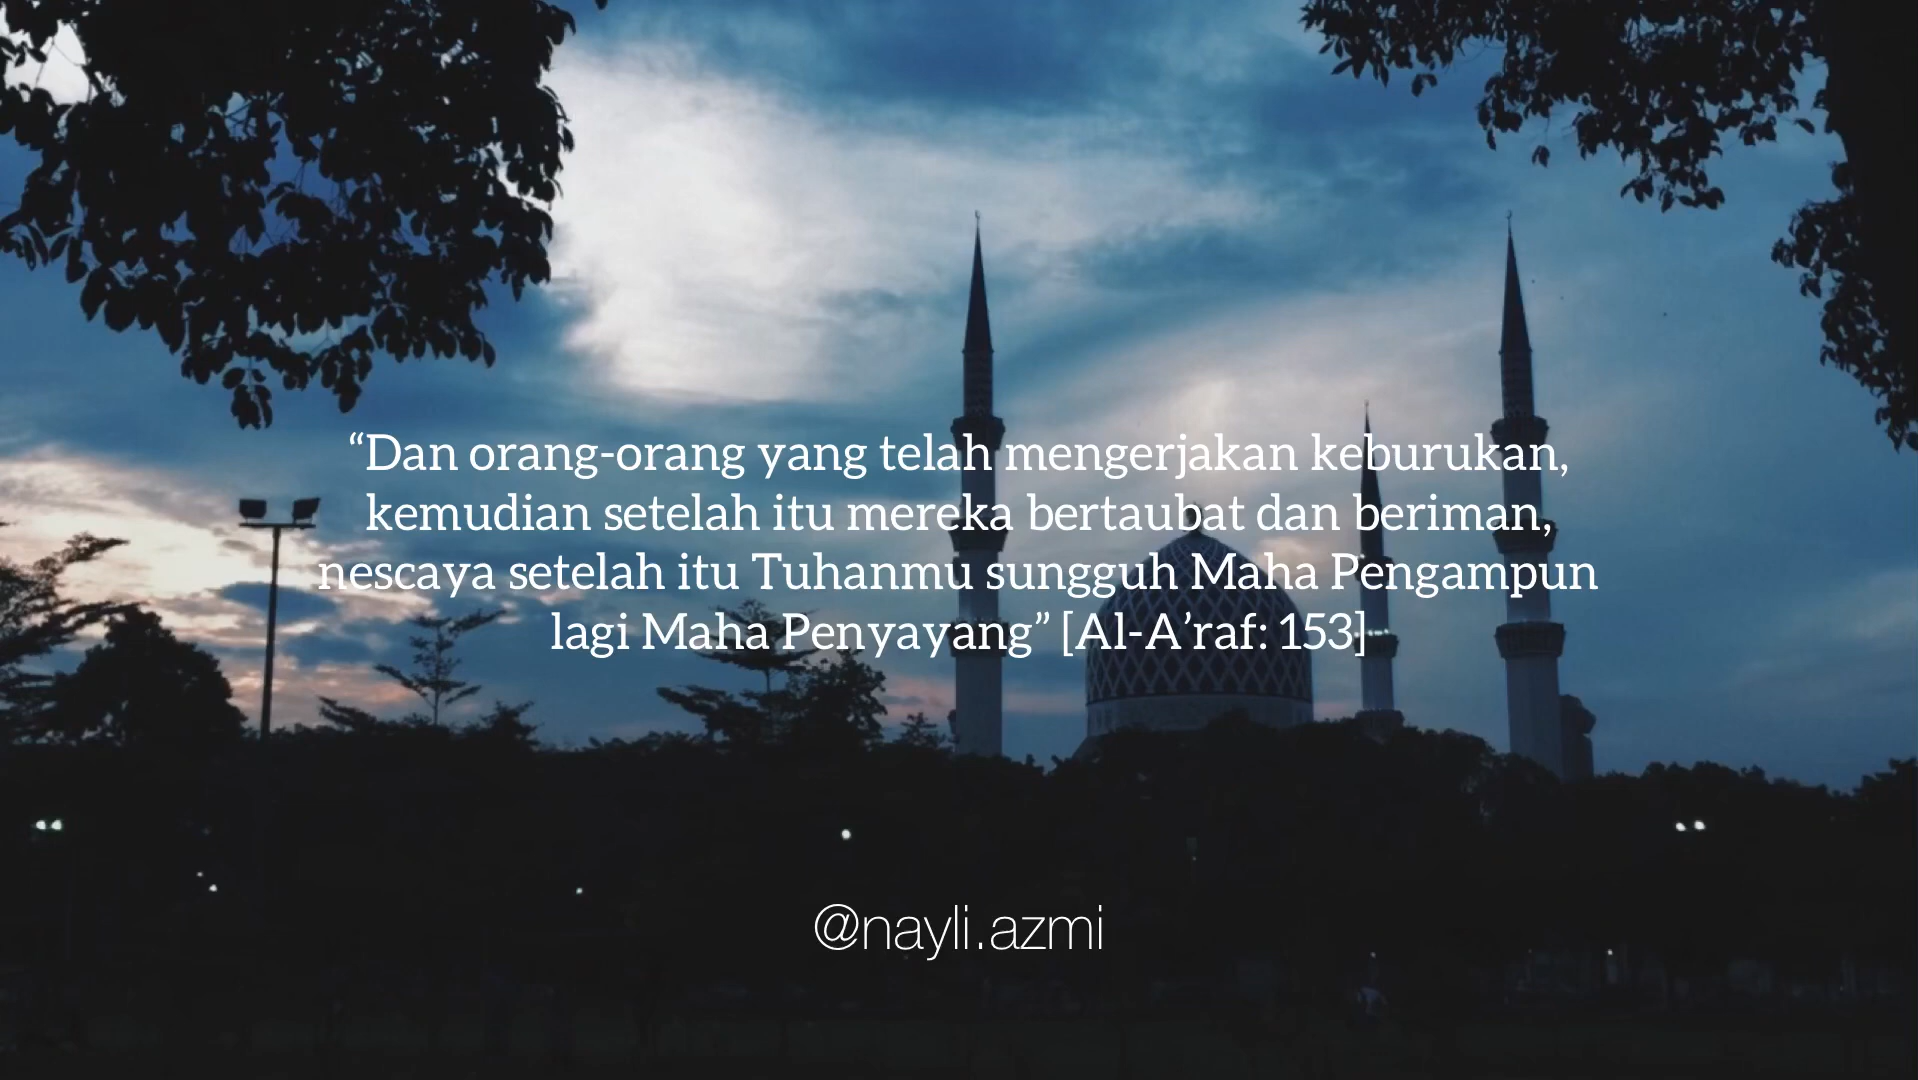 “Dan orang-orang yang telah mengerjakan keburukan,
kemudian setelah itu mereka bertaubat dan beriman,
nescaya setelah itu Tuhanmu sungguh Maha Pengampun
lagi Maha Penyayang” [Al-A’raf: 153]
@nayli.azmi